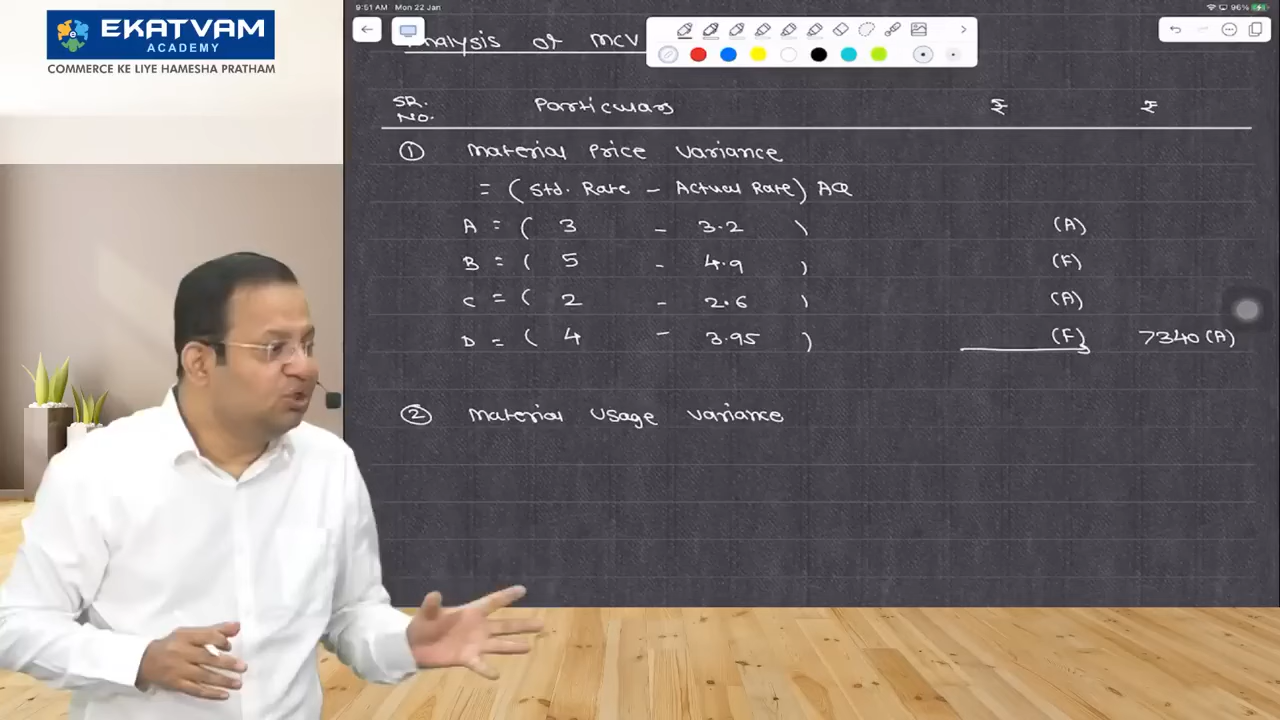 9:51 AM Mon 22 Jan
96%
EKATVAM
ACADEMY
COMMERCE KE LIYE HAMESHA PRATHAM
Analysis of MCV
SR. NO. Particulars ₹ ₹
① Material Price Variance
= (Std. Rate - Actual Rate) AQ
A = ( 3 - 3.2 ) (A)
B = ( 5 - 4.9 ) (F)
C = ( 2 - 2.6 ) (A)
D = ( 4 - 3.95 ) (F) 7340 (A)
② Material Usage Variance